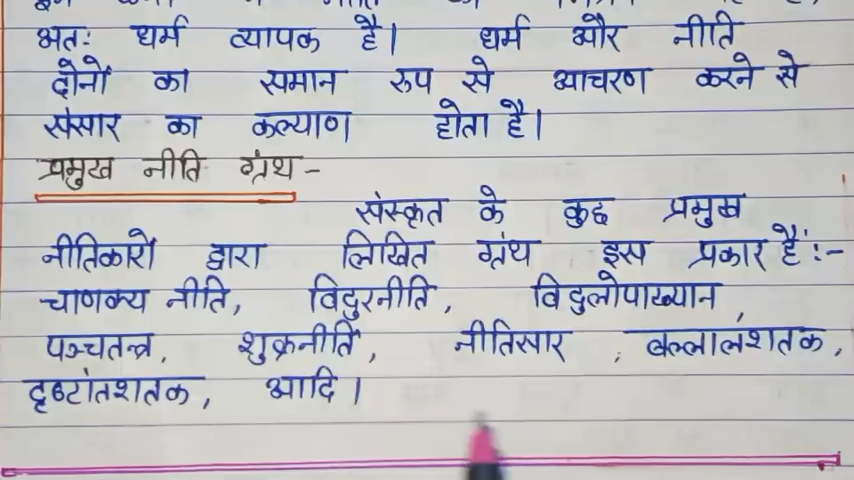 अतः धर्म व्यापक है। धर्म और नीति
दोनों का समान रुप से आचरण करने से
संसार का कल्याण होता है।
प्रमुख नीति ग्रंथ -
संस्कृत के कुछ प्रमुख
नीतिकारों द्वारा लिखित ग्रंथ इस प्रकार हैं:-
चाणक्य नीति, विदुरनीति, विदुलोपाख्यान,
पञ्चतन्त्र, शुक्रनीति, नीतिसार, बल्लालशतक,
दृष्टांतशतक, आदि।